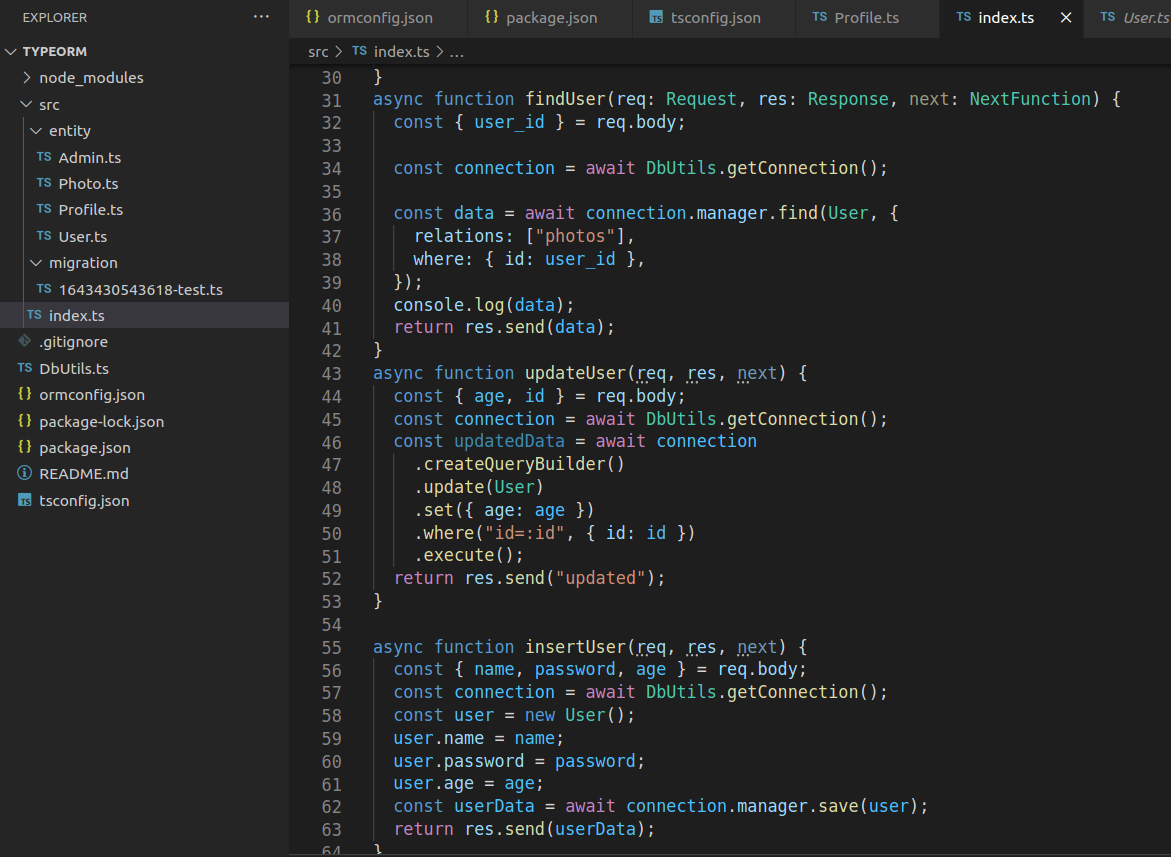 EXPLORER ...
TYPEORM
node_modules
src
entity
TS Admin.ts
TS Photo.ts
TS Profile.ts
TS User.ts
migration
TS 1643430543618-test.ts
TS index.ts
.gitignore
TS DbUtils.ts
{} ormconfig.json
{} package-lock.json
{} package.json
README.md
TS tsconfig.json
{} ormconfig.json {} package.json TS tsconfig.json TS Profile.ts TS index.ts × TS User.ts
src > TS index.ts > ...
30 }
31 async function findUser(req: Request, res: Response, next: NextFunction) {
32 const { user_id } = req.body;
33
34 const connection = await DbUtils.getConnection();
35
36 const data = await connection.manager.find(User, {
37 relations: ["photos"],
38 where: { id: user_id },
39 });
40 console.log(data);
41 return res.send(data);
42 }
43 async function updateUser(req, res, next) {
44 const { age, id } = req.body;
45 const connection = await DbUtils.getConnection();
46 const updatedData = await connection
47 .createQueryBuilder()
48 .update(User)
49 .set({ age: age })
50 .where("id=:id", { id: id })
51 .execute();
52 return res.send("updated");
53 }
54
55 async function insertUser(req, res, next) {
56 const { name, password, age } = req.body;
57 const connection = await DbUtils.getConnection();
58 const user = new User();
59 user.name = name;
60 user.password = password;
61 user.age = age;
62 const userData = await connection.manager.save(user);
63 return res.send(userData);
64 }